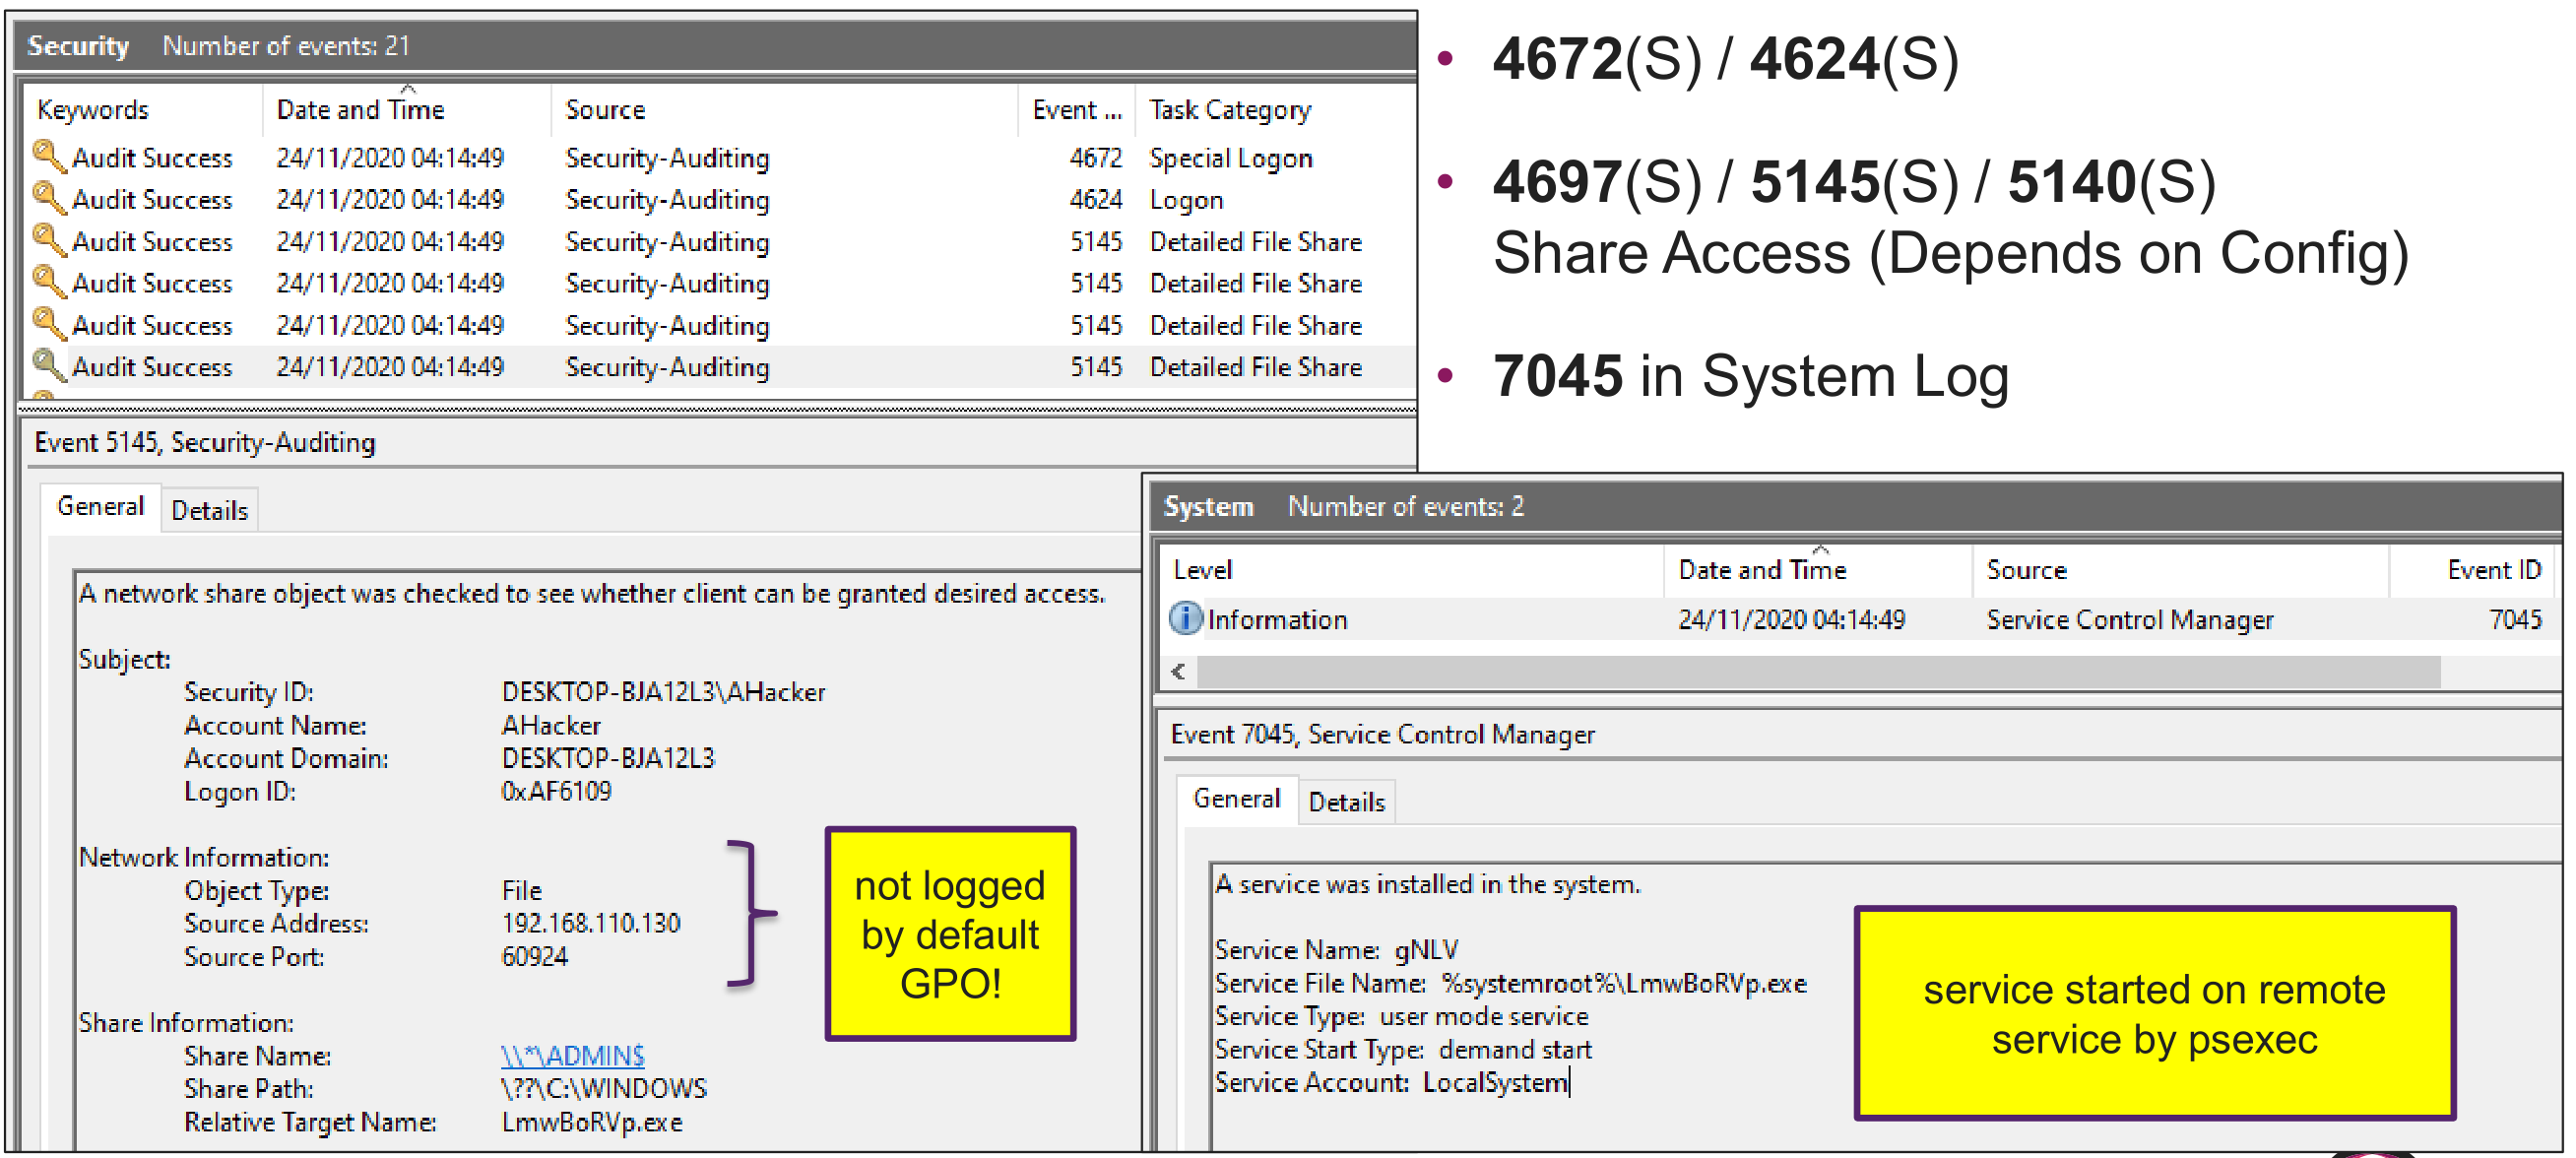 Security Number of events: 21
Keywords Date and Time Source Event ... Task Category
Audit Success 24/11/2020 04:14:49 Security-Auditing 4672 Special Logon
Audit Success 24/11/2020 04:14:49 Security-Auditing 4624 Logon
Audit Success 24/11/2020 04:14:49 Security-Auditing 5145 Detailed File Share
Audit Success 24/11/2020 04:14:49 Security-Auditing 5145 Detailed File Share
Audit Success 24/11/2020 04:14:49 Security-Auditing 5145 Detailed File Share
Audit Success 24/11/2020 04:14:49 Security-Auditing 5145 Detailed File Share
Event 5145, Security-Auditing
General Details
A network share object was checked to see whether client can be granted desired access.
Subject:
Security ID: DESKTOP-BJA12L3\AHacker
Account Name: AHacker
Account Domain: DESKTOP-BJA12L3
Logon ID: 0xAF6109
Network Information:
Object Type: File
Source Address: 192.168.110.130
Source Port: 60924
Share Information:
Share Name: \\*\ADMIN$
Share Path: \??\C:\WINDOWS
Relative Target Name: LmwBoRVp.exe
not logged
by default
GPO!
• 4672(S) / 4624(S)
• 4697(S) / 5145(S) / 5140(S)
Share Access (Depends on Config)
• 7045 in System Log
System Number of events: 2
Level Date and Time Source Event ID
Information 24/11/2020 04:14:49 Service Control Manager 7045
Event 7045, Service Control Manager
General Details
A service was installed in the system.
Service Name: gNLV
Service File Name: %systemroot%\LmwBoRVp.exe
Service Type: user mode service
Service Start Type: demand start
Service Account: LocalSystem
service started on remote
service by psexec